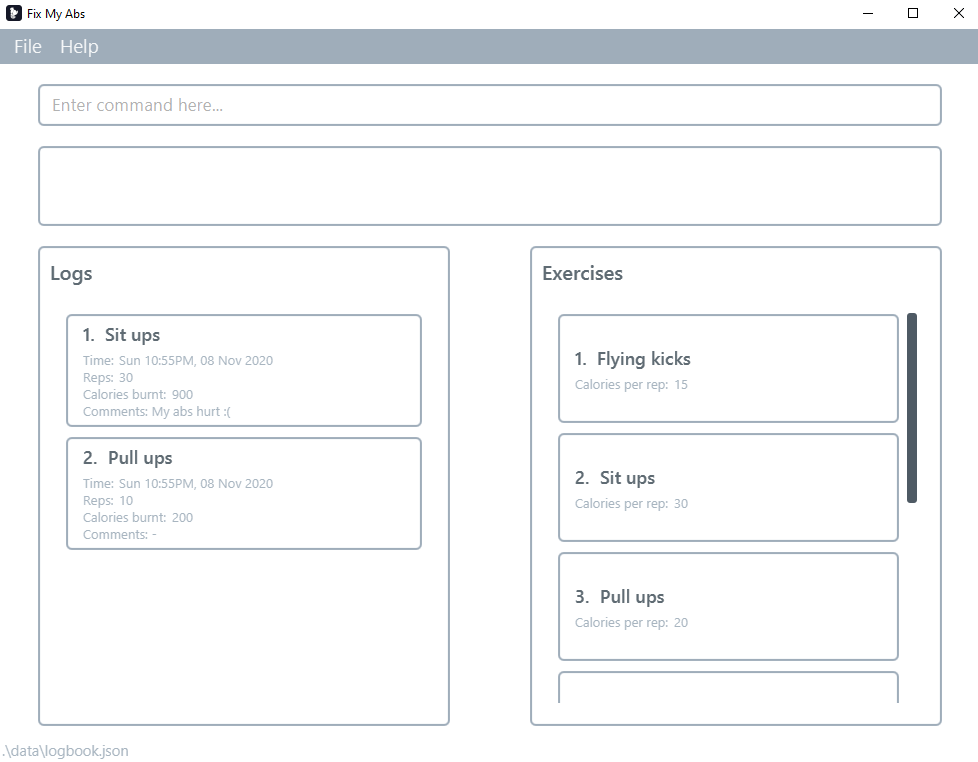 Fix My Abs
File Help
Enter command here...
Logs
1. Sit ups
Time: Sun 10:55PM, 08 Nov 2020
Reps: 30
Calories burnt: 900
Comments: My abs hurt :(
2. Pull ups
Time: Sun 10:55PM, 08 Nov 2020
Reps: 10
Calories burnt: 200
Comments: -
Exercises
1. Flying kicks
Calories per rep: 15
2. Sit ups
Calories per rep: 30
3. Pull ups
Calories per rep: 20
.\data\logbook.json